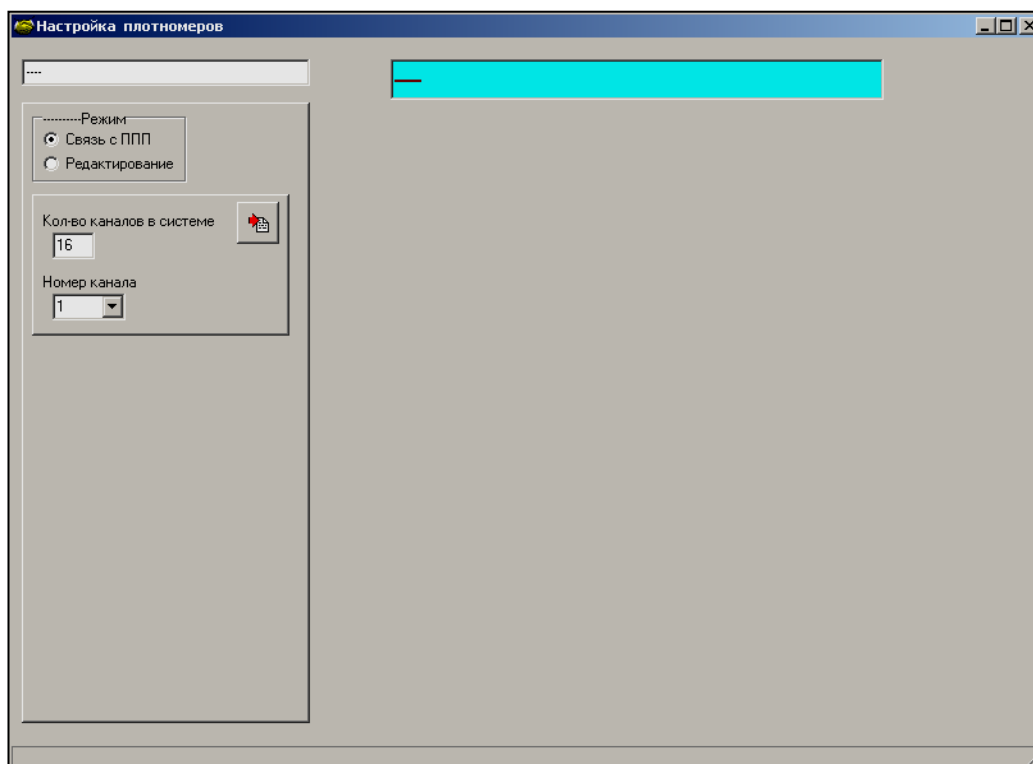 Настройка плотномеров
----
----------Режим
Связь с ППП
Редактирование
Кол-во каналов в системе
16
Номер канала
1